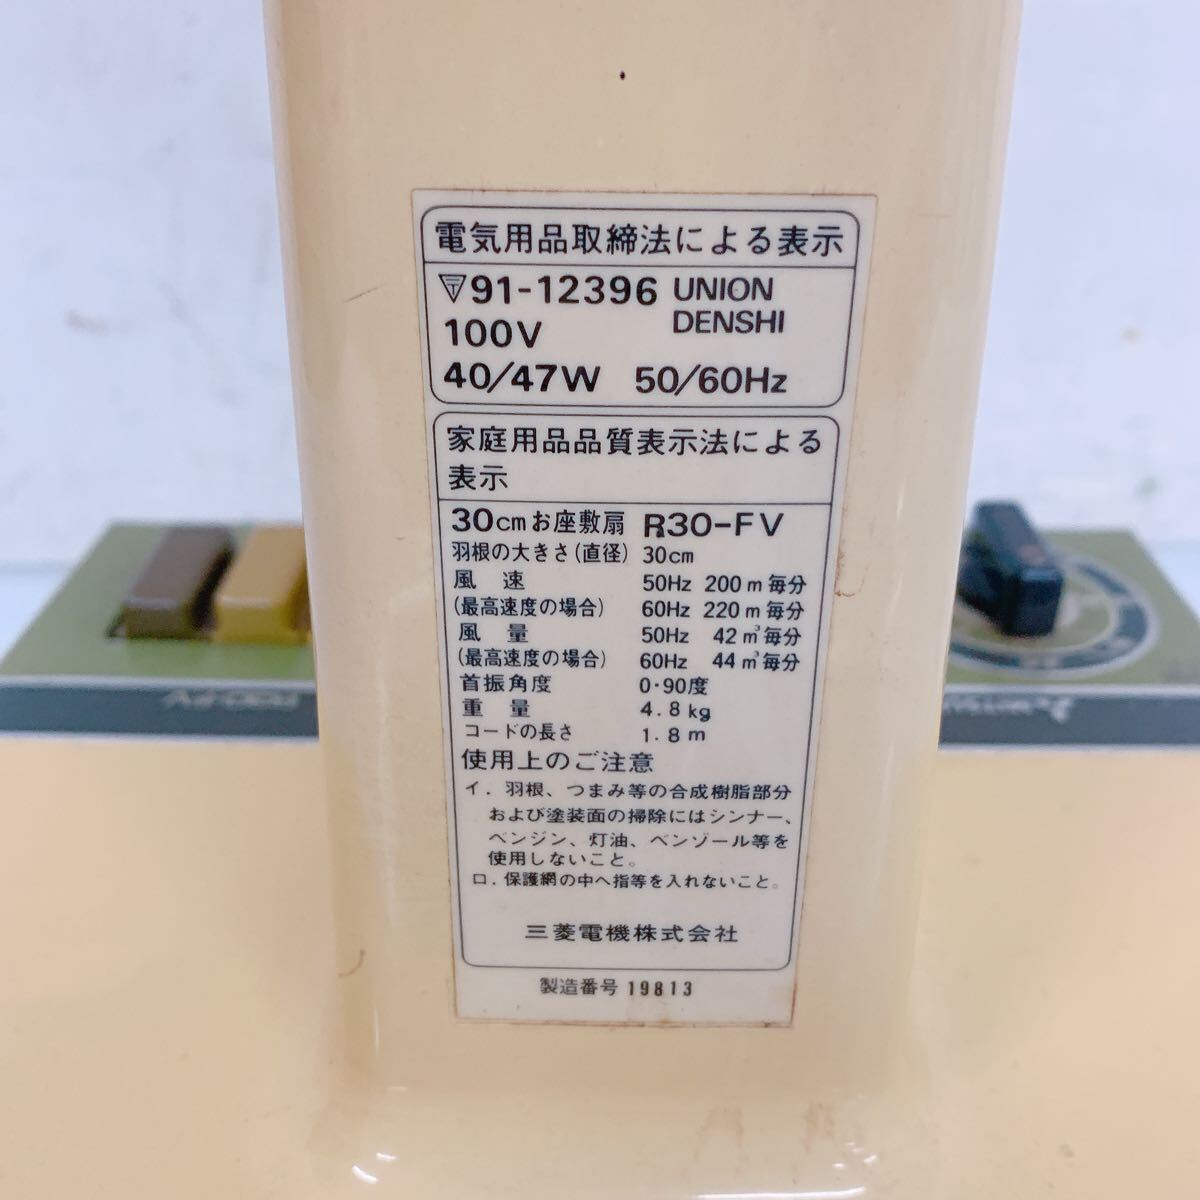 電気用品取締法による表示
91-12396 UNION DENSHI
100V
40/47W 50/60Hz
家庭用品品質表示法による
表示
30cmお座敷扇 R30-FV
羽根の大きさ(直径) 30cm
風速 50Hz 200m毎分
(最高速度の場合) 60Hz 220m毎分
風量 50Hz 42m³毎分
(最高速度の場合) 60Hz 44m³毎分
首振角度 0·90度
重量 4.8kg
コードの長さ 1.8m
使用上のご注意
イ.羽根、つまみ等の合成樹脂部分
および塗装面の掃除にはシンナー、
ベンジン、灯油、ベンゾール等を
使用しないこと。
ロ.保護網の中へ指等を入れないこと。
三菱電機株式会社
製造番号 19813
R30-FV